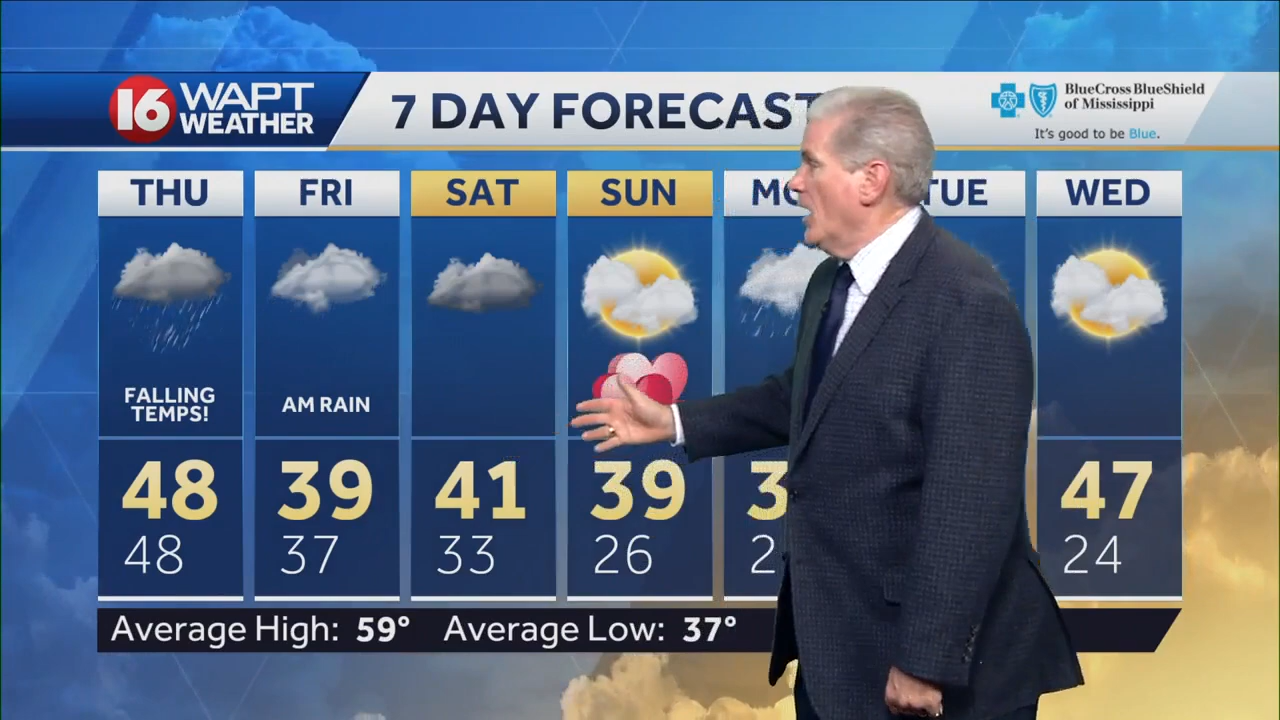 16 WAPT
WEATHER
7 DAY FORECAST
BlueCross BlueShield
of Mississippi
It's good to be Blue.
THU
FRI
SAT
SUN
TUE
WED
FALLING
TEMPS!
AM RAIN
48
39
41
39
47
48
37
33
26
24
Average High: 59° Average Low: 37°